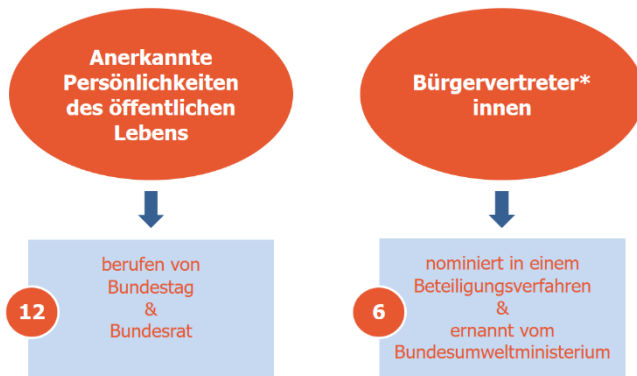 Anerkannte
Persönlichkeiten
des öffentlichen
Lebens
Bürgervertreter*
innen
berufen von
Bundestag
&
Bundesrat
12
nominiert in einem
Beteiligungsverfahren
&
ernannt vom
Bundesumweltministerium
6